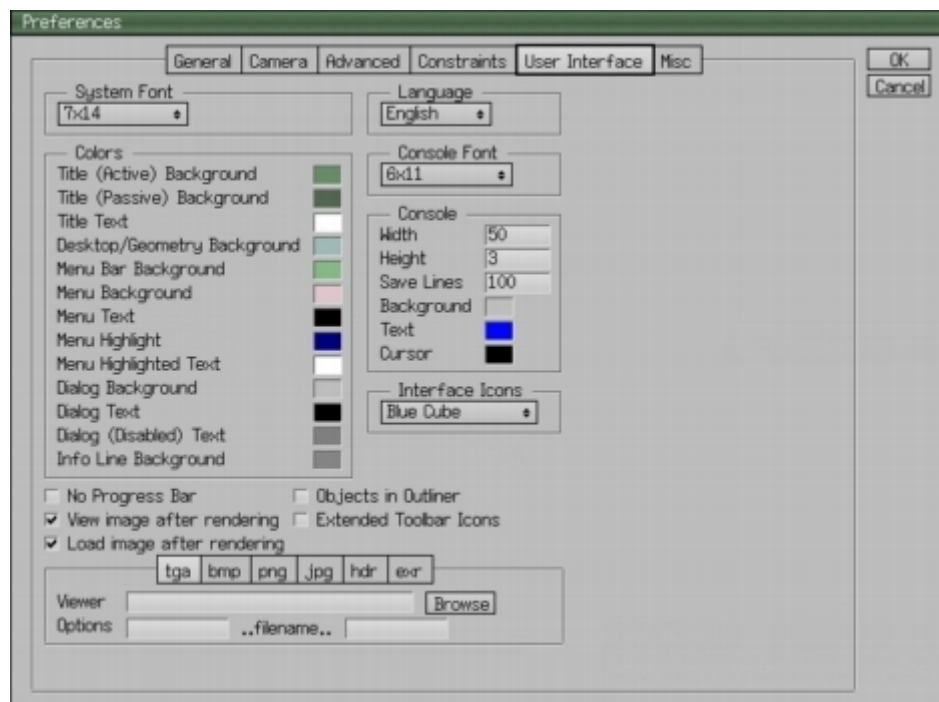 Preferences
General Camera Advanced Constraints User Interface Misc
OK
Cancel
System Font
7x14
Language
English
Colors
Title (Active) Background
Title (Passive) Background
Title Text
Desktop/Geometry Background
Menu Bar Background
Menu Background
Menu Text
Menu Highlight
Menu Highlighted Text
Dialog Background
Dialog Text
Dialog (Disabled) Text
Info Line Background
Console Font
6x11
Console
Width 50
Height 3
Save Lines 100
Background
Text
Cursor
Interface Icons
Blue Cube
No Progress Bar
Objects in Outliner
View image after rendering
Extended Toolbar Icons
Load image after rendering
tga bmp png jpg hdr exr
Viewer Browse
Options ..filename..